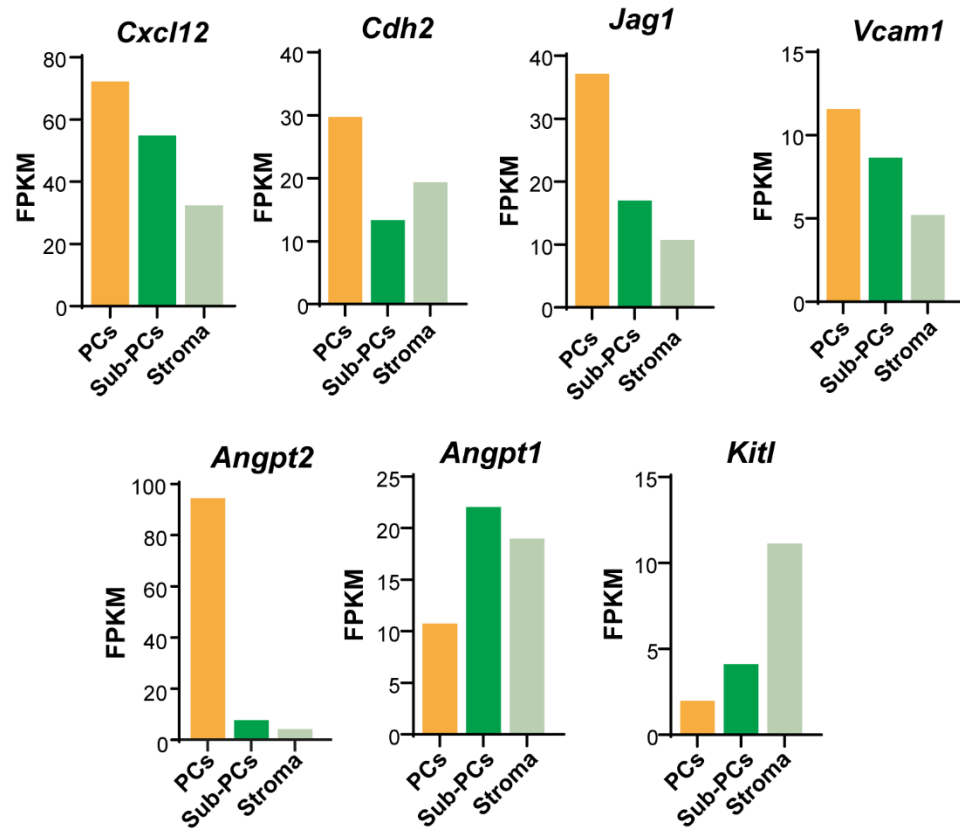 Cxcl12
80
60
40
20
0
FPKM
PCs
Sub-PCs
Stroma
Cdh2
40
30
20
10
0
FPKM
PCs
Sub-PCs
Stroma
Jag1
40
30
20
10
0
FPKM
PCs
Sub-PCs
Stroma
Vcam1
15
10
5
0
FPKM
PCs
Sub-PCs
Stroma
Angpt2
100
80
60
40
20
0
FPKM
PCs
Sub-PCs
Stroma
Angpt1
25
20
15
10
5
0
FPKM
PCs
Sub-PCs
Stroma
Kitl
15
10
5
0
FPKM
PCs
Sub-PCs
Stroma